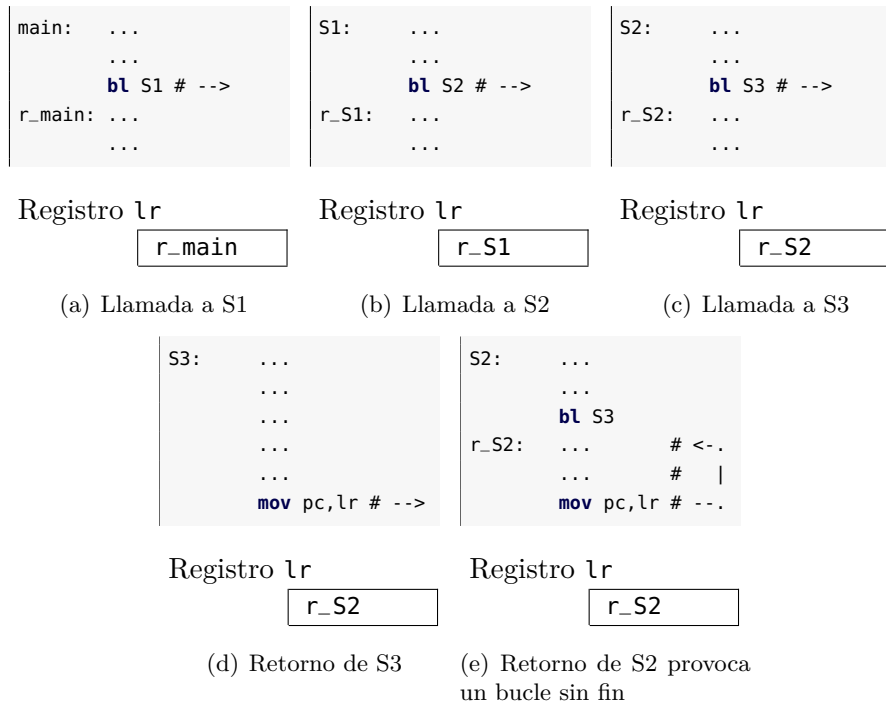 main: ...
...
bl S1 # -->
r_main: ...
...
Registro lr
r_main
(a) Llamada a S1
S1: ...
...
bl S2 # -->
r_S1: ...
...
Registro lr
r_S1
(b) Llamada a S2
S2: ...
...
bl S3 # -->
r_S2: ...
...
Registro lr
r_S2
(c) Llamada a S3
S3: ...
...
...
...
...
mov pc,lr # -->
Registro lr
r_S2
(d) Retorno de S3
S2: ...
...
bl S3
r_S2: ... # <-.
... # |
mov pc,lr # --.
Registro lr
r_S2
(e) Retorno de S2 provoca
un bucle sin fin